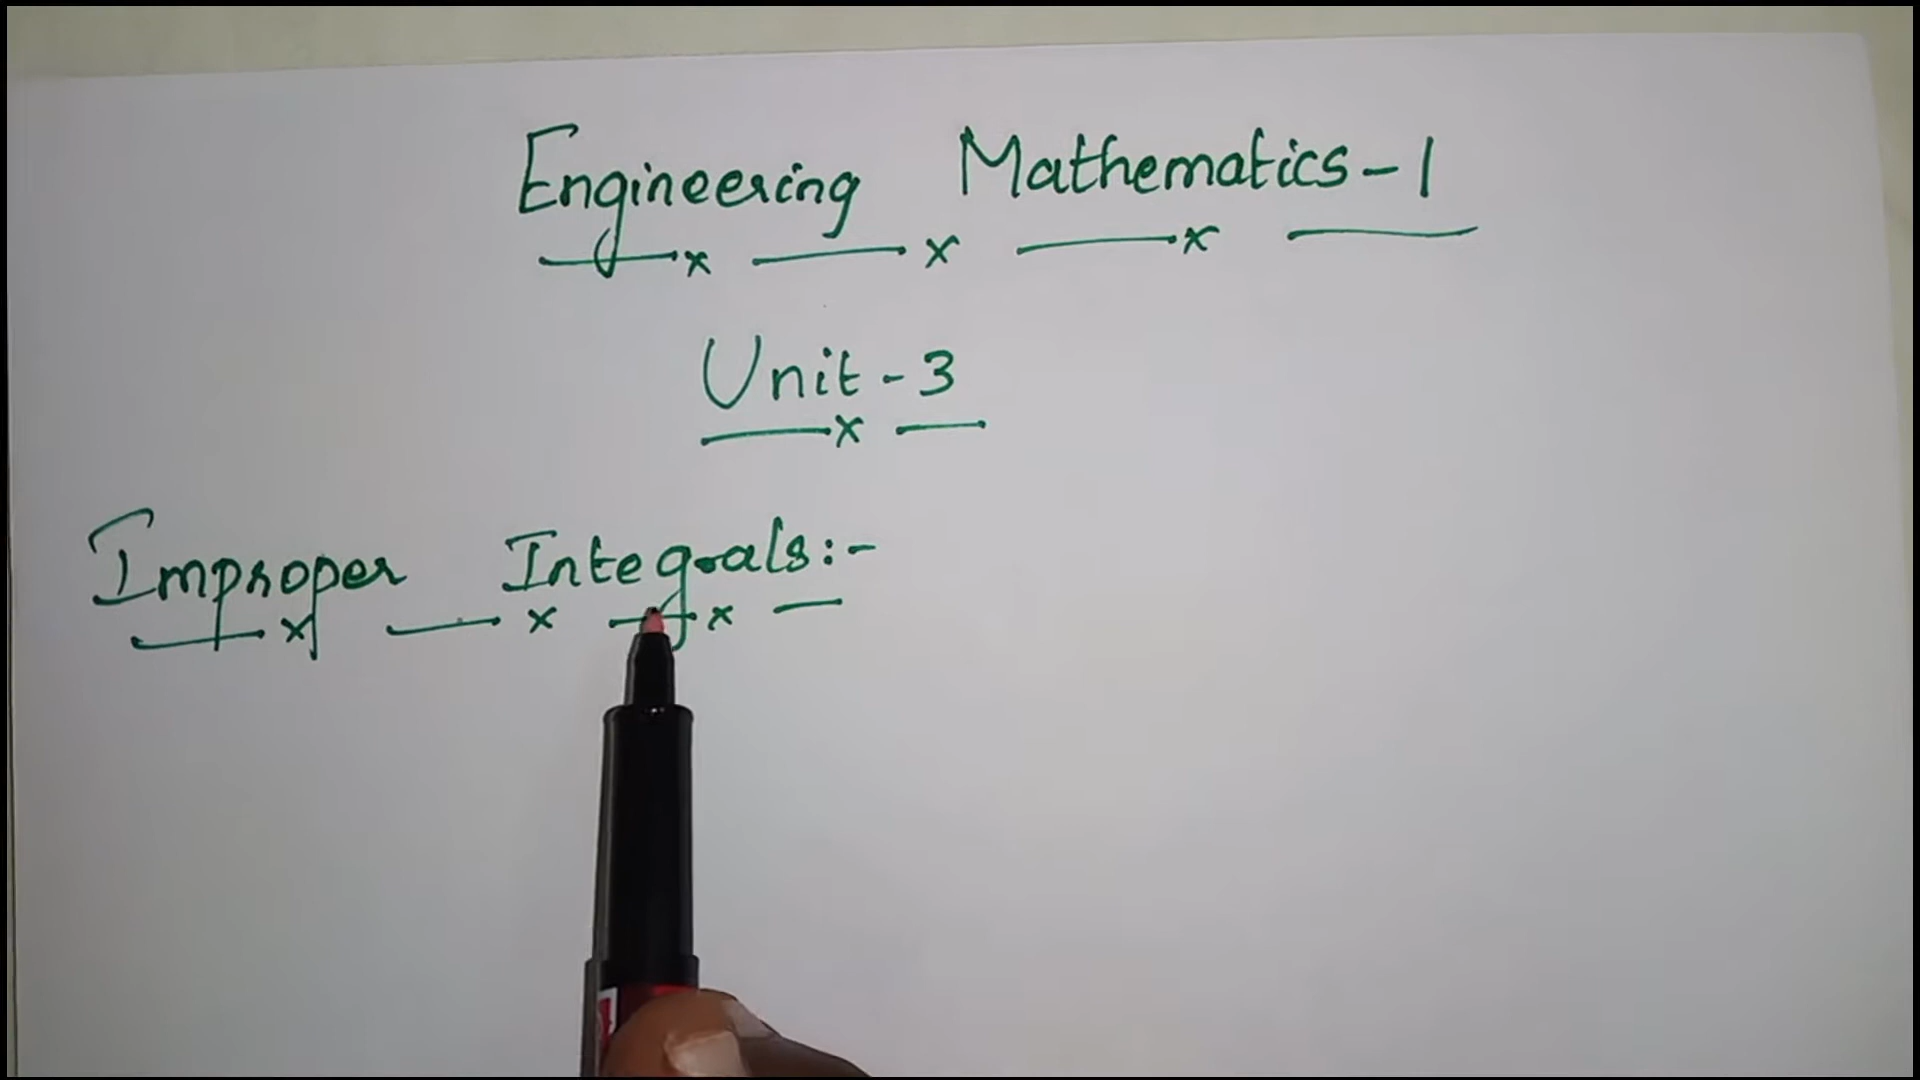 Engineering Mathematics-1
Unit-3
Improper Integrals:-